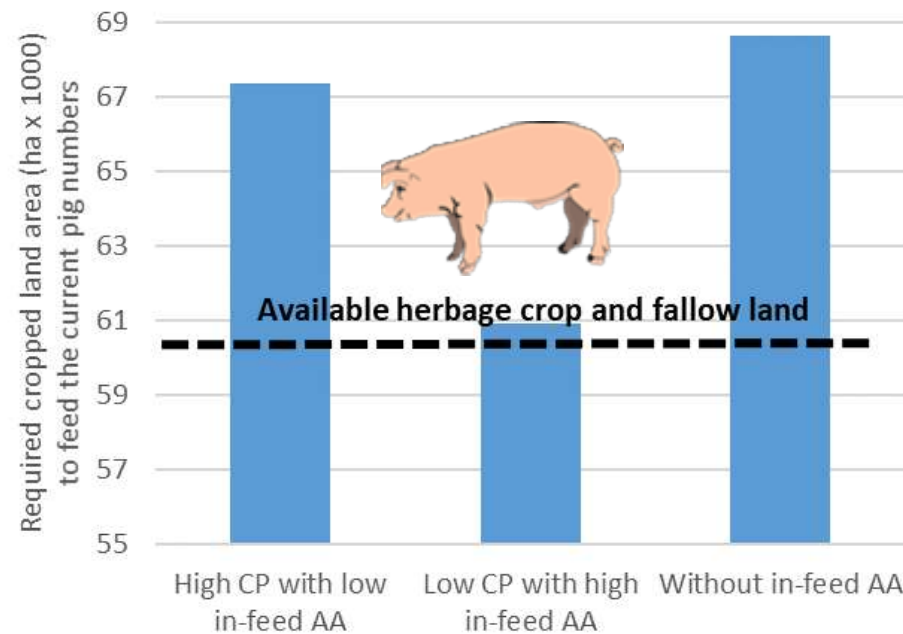 Required cropped land area (ha x 1000)
to feed the current pig numbers
69
67
65
63
61
59
57
55
Available herbage crop and fallow land
High CP with low
in-feed AA
Low CP with high
in-feed AA
Without in-feed AA